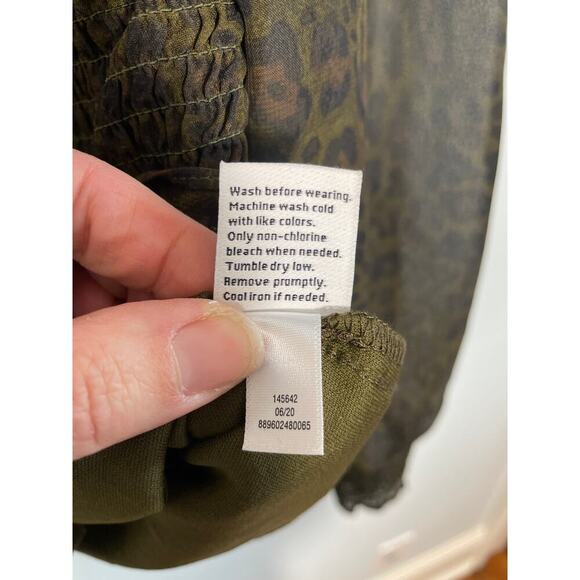 Wash before wearing.
Machine wash cold
with like colors.
Only non-chlorine
bleach when needed.
Tumble dry low.
Remove promptly.
Cool iron if needed.
145642
06/20
889602480065